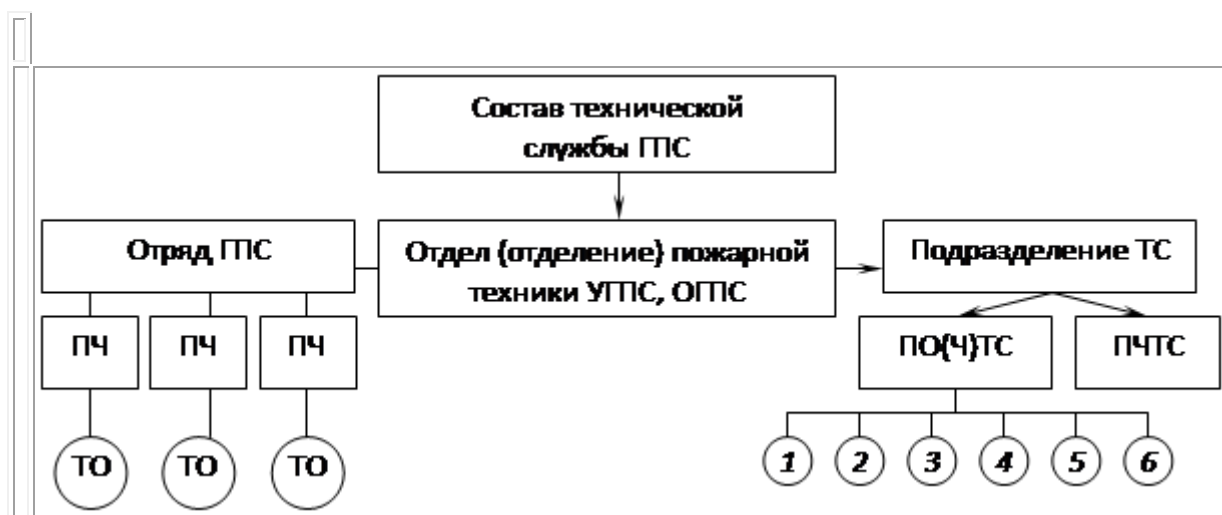 Состав технической
службы ГПС
Отряд ГПС
Отдел (отделение) пожарной
техники УГПС, ОГПС
Подразделение ТС
ПЧ
ПЧ
ПЧ
ПО(Ч)ТС
ПЧТС
ТО
ТО
ТО
1
2
3
4
5
6